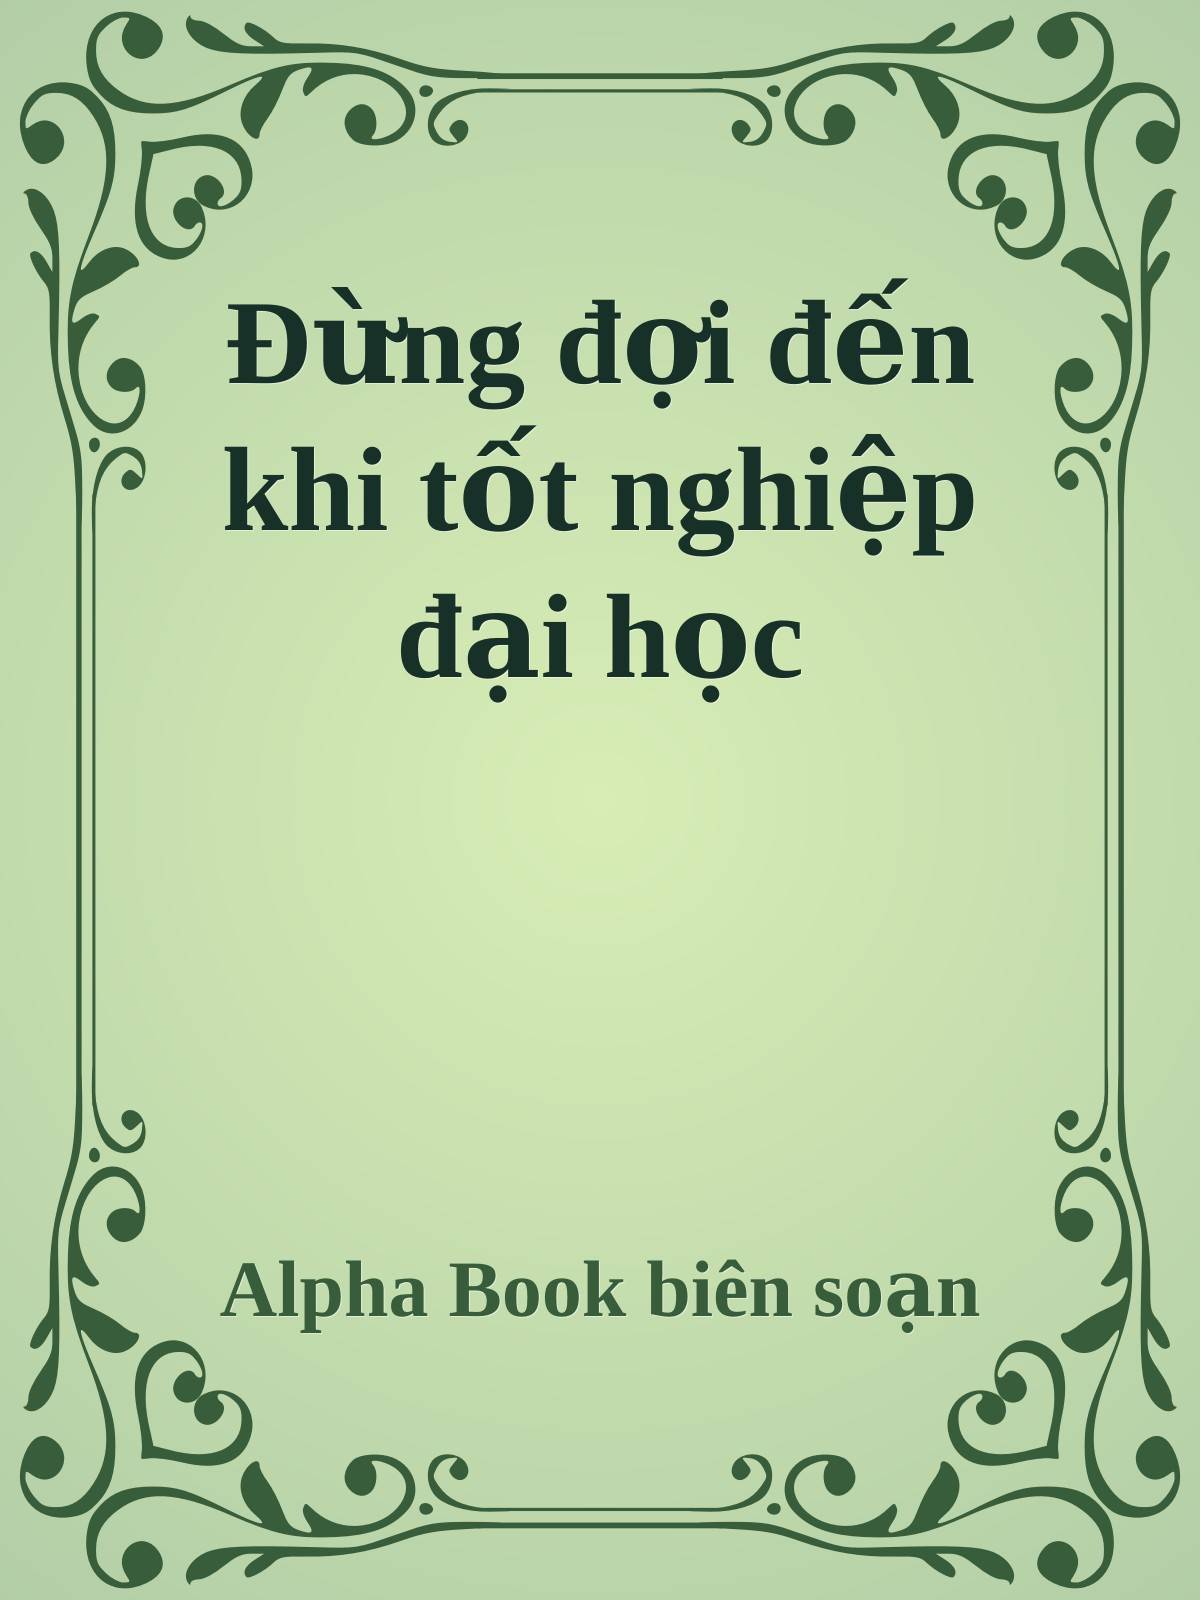 Đừng đợi đến
khi tốt nghiệp
đại học
Alpha Book biên soạn